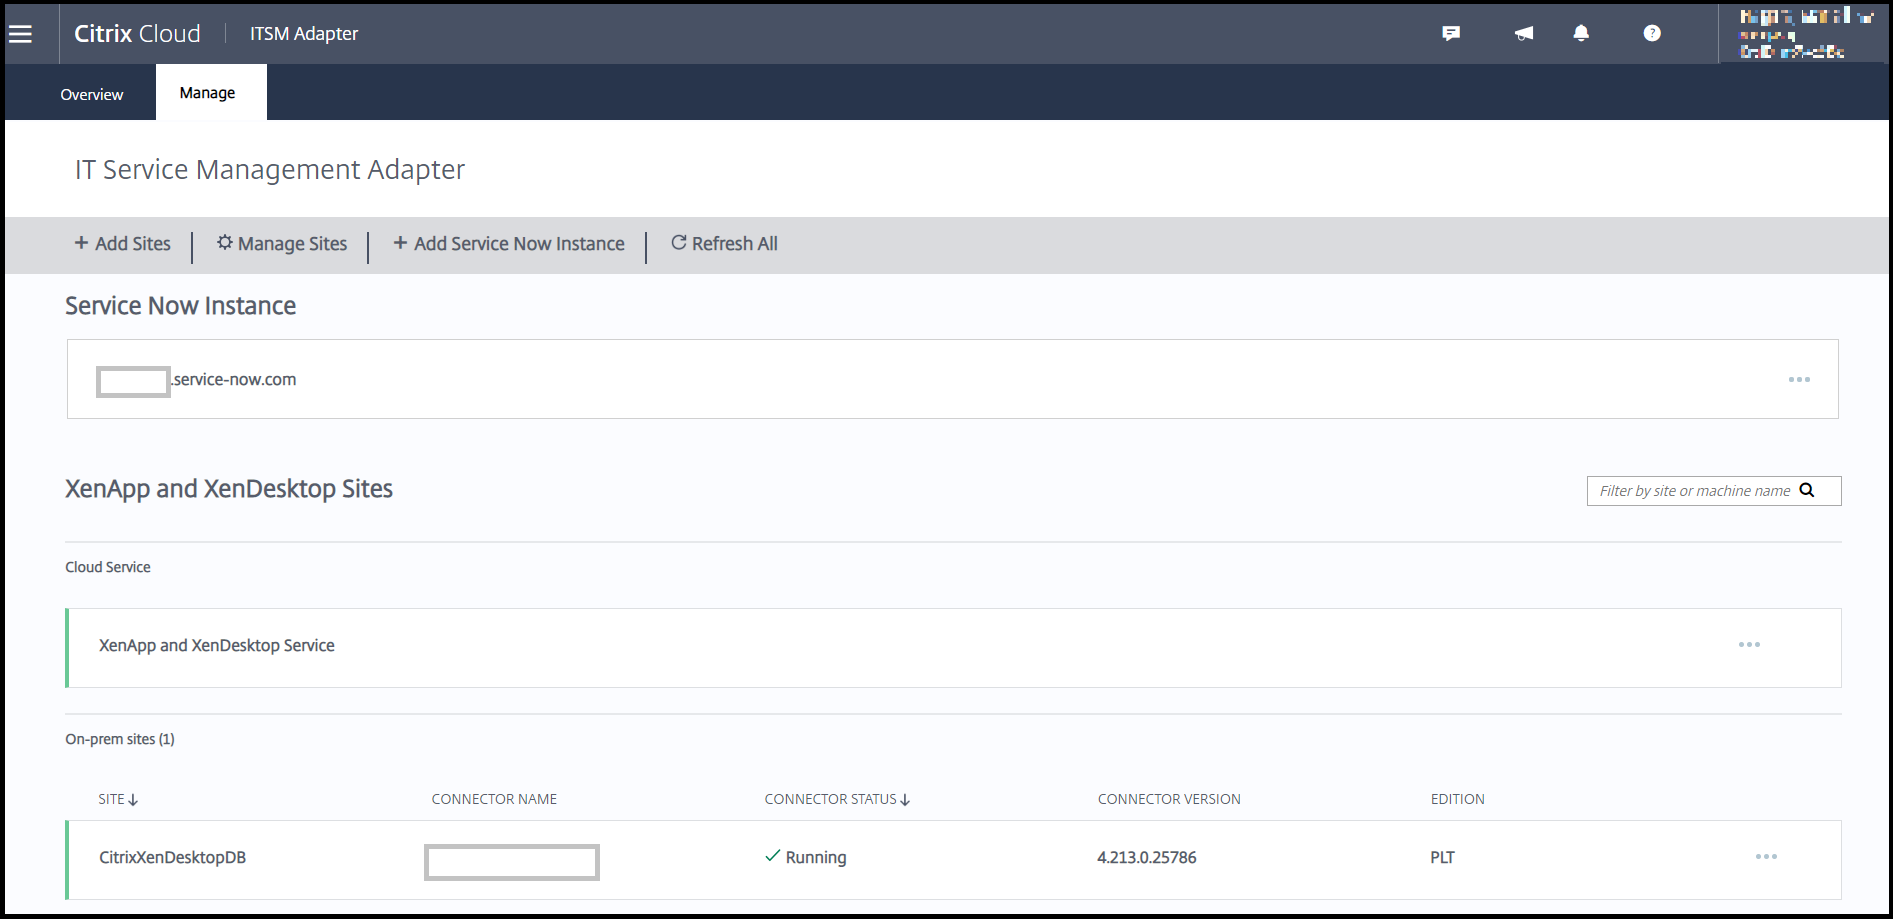 Citrix Cloud ITSM Adapter
Overview Manage
IT Service Management Adapter
+ Add Sites Manage Sites + Add Service Now Instance Refresh All
Service Now Instance
.service-now.com
XenApp and XenDesktop Sites
Filter by site or machine name
Cloud Service
XenApp and XenDesktop Service
On-prem sites (1)
SITE CONNECTOR NAME CONNECTOR STATUS CONNECTOR VERSION EDITION
CitrixXenDesktopDB Running 4.213.0.25786 PLT